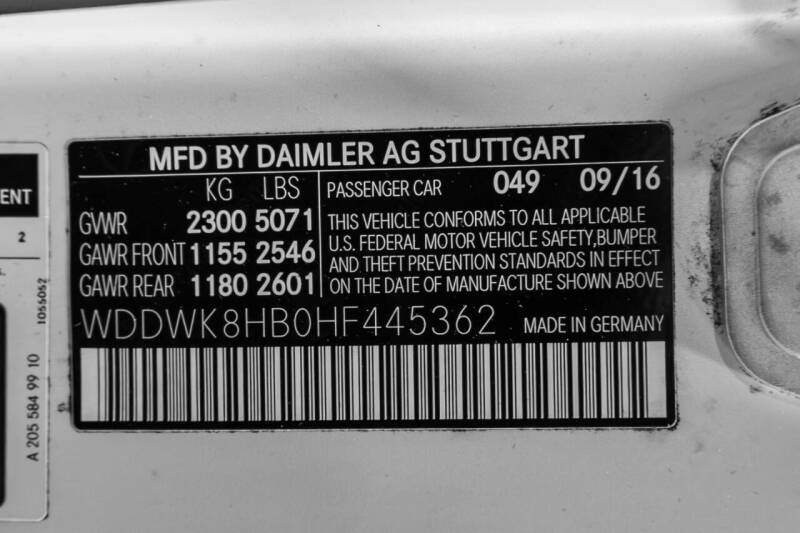 MFD BY DAIMLER AG STUTTGART
KG LBS
GVWR 2300 5071
GAWR FRONT 1155 2546
GAWR REAR 1180 2601
PASSENGER CAR 049 09/16
THIS VEHICLE CONFORMS TO ALL APPLICABLE
U.S. FEDERAL MOTOR VEHICLE SAFETY,BUMPER
AND THEFT PREVENTION STANDARDS IN EFFECT
ON THE DATE OF MANUFACTURE SHOWN ABOVE
WDDWK8HB0HF445362 MADE IN GERMANY
ENT
2
A 205 584 99 10